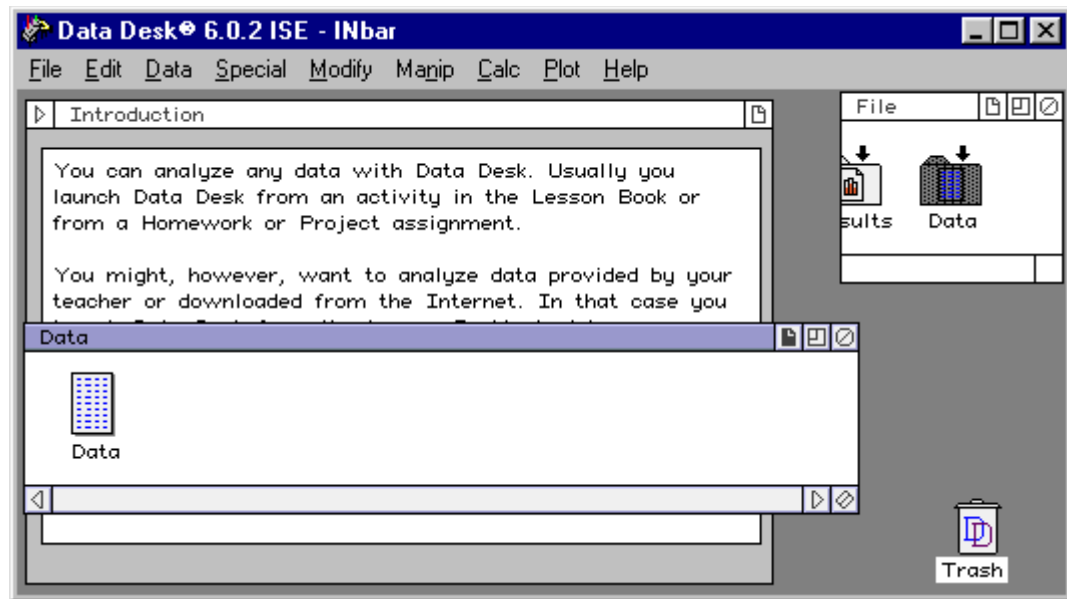 Data Desk® 6.0.2 ISE - INbar
File Edit Data Special Modify Manip Calc Plot Help
Introduction
You can analyze any data with Data Desk. Usually you
launch Data Desk from an activity in the Lesson Book or
from a Homework or Project assignment.
You might, however, want to analyze data provided by your
teacher or downloaded from the Internet. In that case you
File
sults Data
Data
Data
Trash